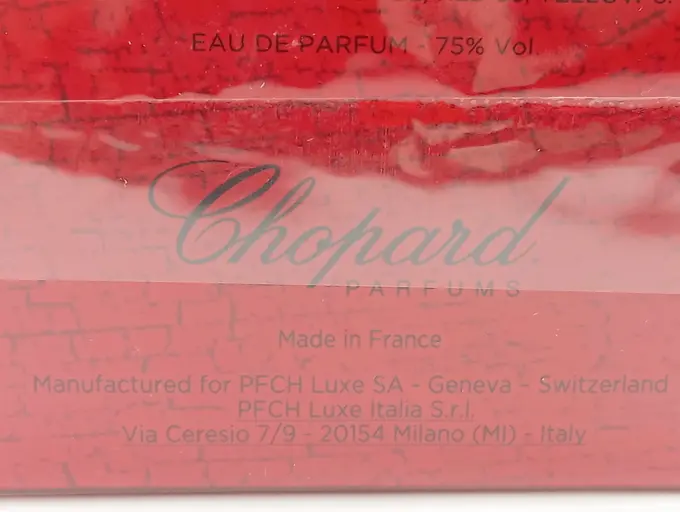 EAU DE PARFUM - 75% Vol.
Chopard
PARFUMS
Made in France
Manufactured for PFCH Luxe SA - Geneva - Switzerland
PFCH Luxe Italia S.r.l.
Via Ceresio 7/9 - 20154 Milano (MI) - Italy